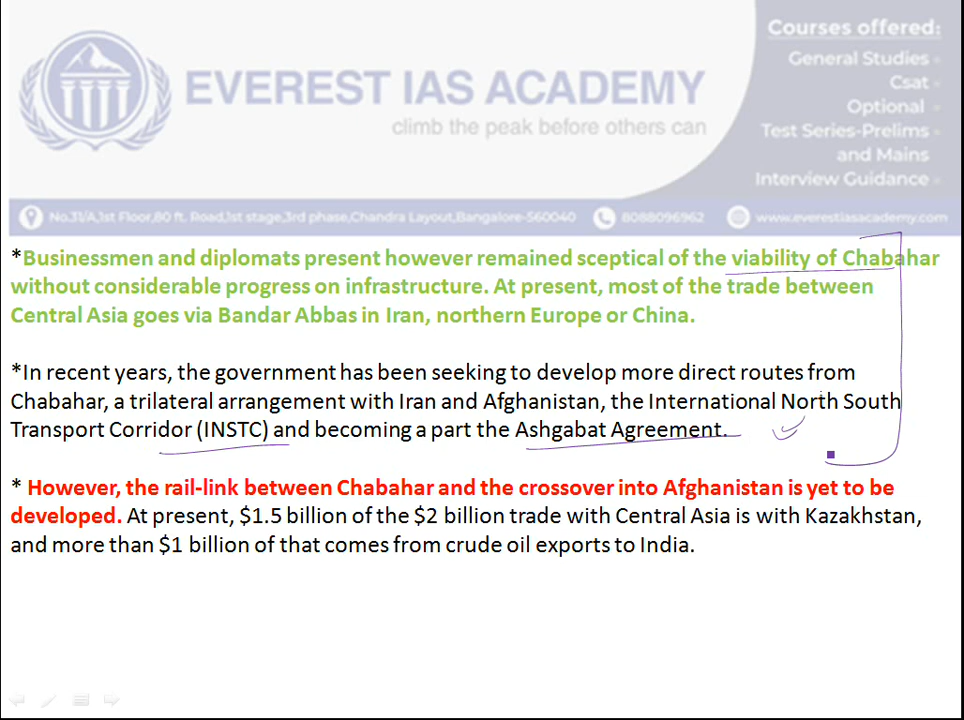 EVEREST IAS ACADEMY
climb the peak before others can
Courses offered:
General Studies -
Csat -
Optional -
Test Series-Prelims -
and Mains
Interview Guidance -
No.31/A,1st Floor,80 ft. Road,1st stage,3rd phase,Chandra Layout,Bangalore-560040 8088096962 www.everestiasacademy.com
*Businessmen and diplomats present however remained sceptical of the viability of Chabahar
without considerable progress on infrastructure. At present, most of the trade between
Central Asia goes via Bandar Abbas in Iran, northern Europe or China.
*In recent years, the government has been seeking to develop more direct routes from
Chabahar, a trilateral arrangement with Iran and Afghanistan, the International North South
Transport Corridor (INSTC) and becoming a part the Ashgabat Agreement.
* However, the rail-link between Chabahar and the crossover into Afghanistan is yet to be
developed. At present, $1.5 billion of the $2 billion trade with Central Asia is with Kazakhstan,
and more than $1 billion of that comes from crude oil exports to India.